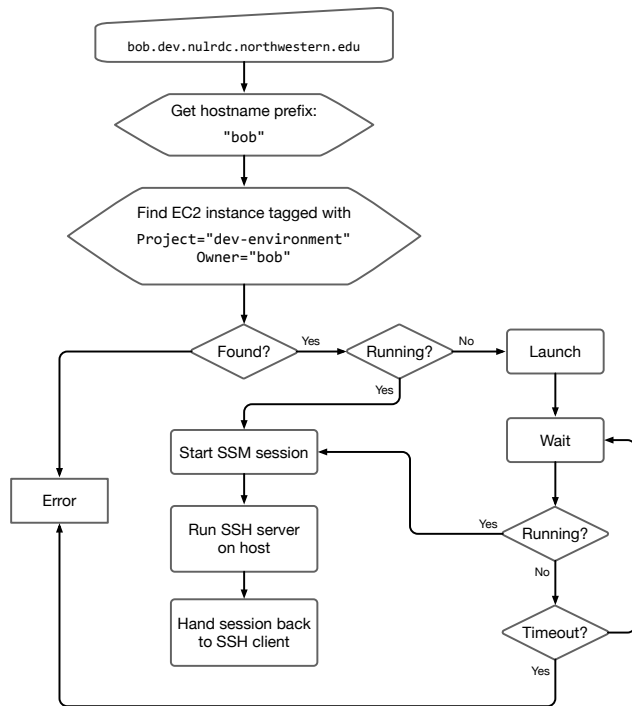 bob.dev.nulrdc.northwestern.edu
Get hostname prefix:
"bob"
Find EC2 instance tagged with
Project="dev-environment"
Owner="bob"
Found?
Yes
Running?
No
Launch
Yes
Start SSM session
Wait
Error
Run SSH server
on host
Yes
Running?
No
Hand session back
to SSH client
Timeout?
Yes